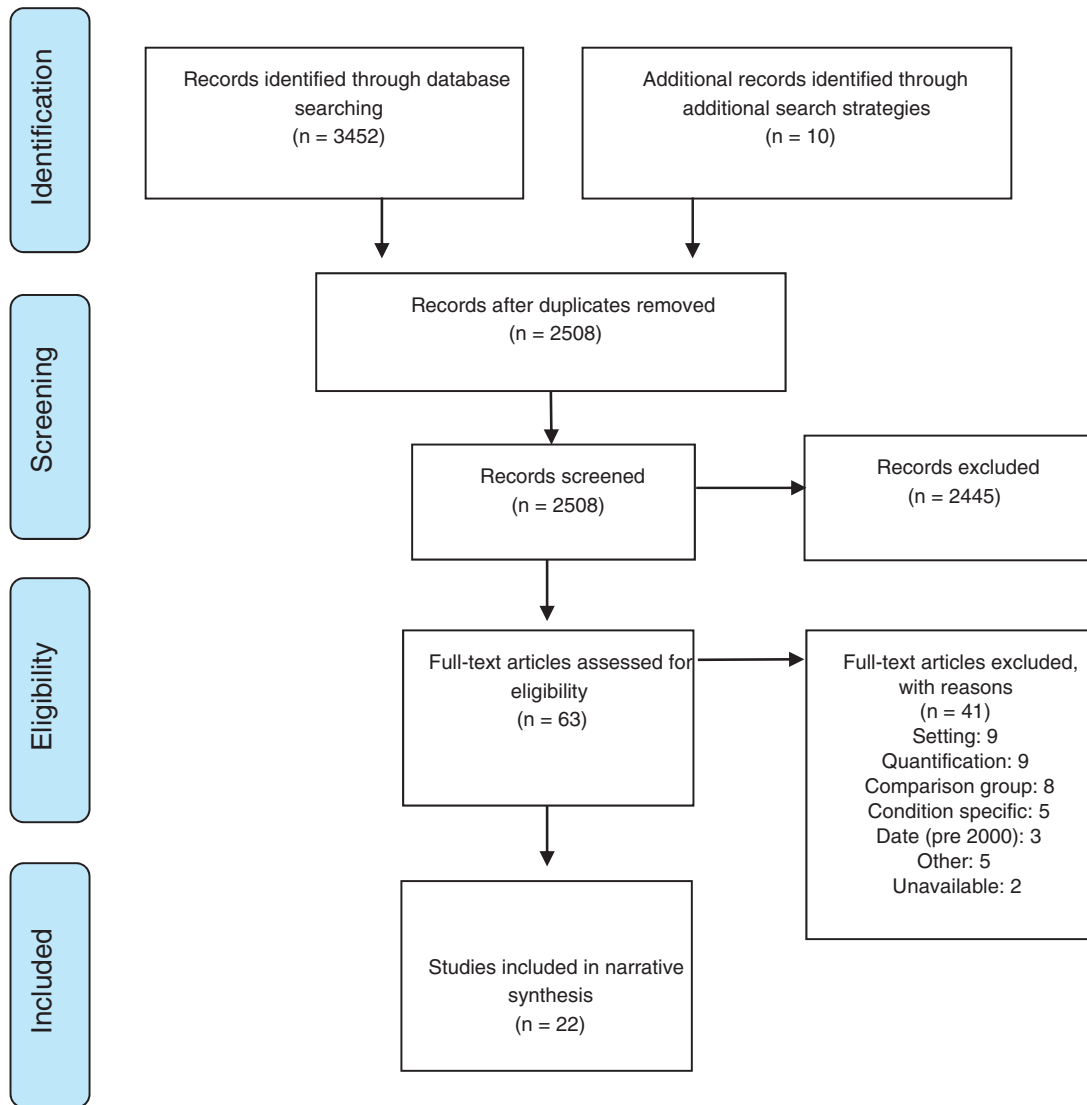 Identification
Records identified through database
searching
(n = 3452)
Additional records identified through
additional search strategies
(n = 10)
Screening
Records after duplicates removed
(n = 2508)
Records screened
(n = 2508)
Records excluded
(n = 2445)
Eligibility
Full-text articles assessed for
eligibility
(n = 63)
Full-text articles excluded,
with reasons
(n = 41)
Setting: 9
Quantification: 9
Comparison group: 8
Condition specific: 5
Date (pre 2000): 3
Other: 5
Unavailable: 2
Included
Studies included in narrative
synthesis
(n = 22)